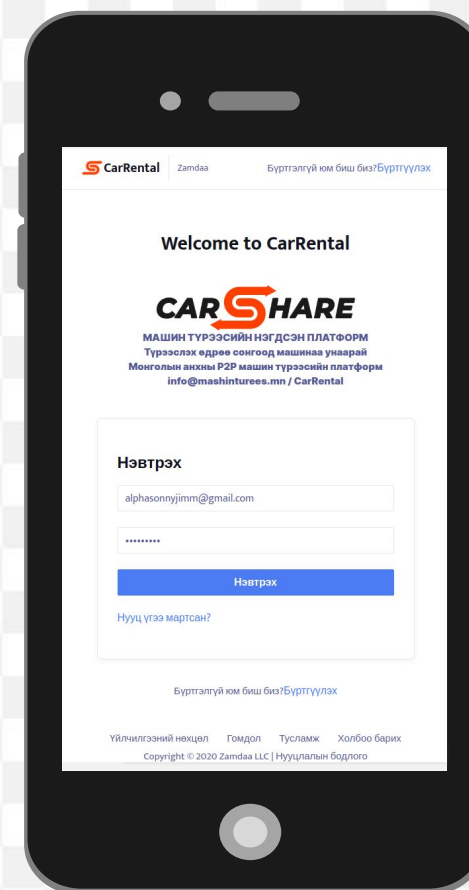 CarRental Zamdaa Бүртгэлгүй юм биш биз?Бүртгүүлэх
Welcome to CarRental
CARSHARE
МАШИН ТҮРЭЭСИЙН НЭГДСЭН ПЛАТФОРМ
Түрээслэх өдрөө сонгоод машинаа унаарай
Монголын анхны P2P машин түрээсийн платформ
info@mashinturees.mn / CarRental
Нэвтрэх
alphasonnyjimm@gmail.com
•••••••••
Нэвтрэх
Нууц үгээ мартсан?
Бүртгэлгүй юм биш биз?Бүртгүүлэх
Үйлчилгээний нөхцөл Гомдол Тусламж Холбоо барих
Copyright © 2020 Zamdaa LLC | Нууцлалын бодлого